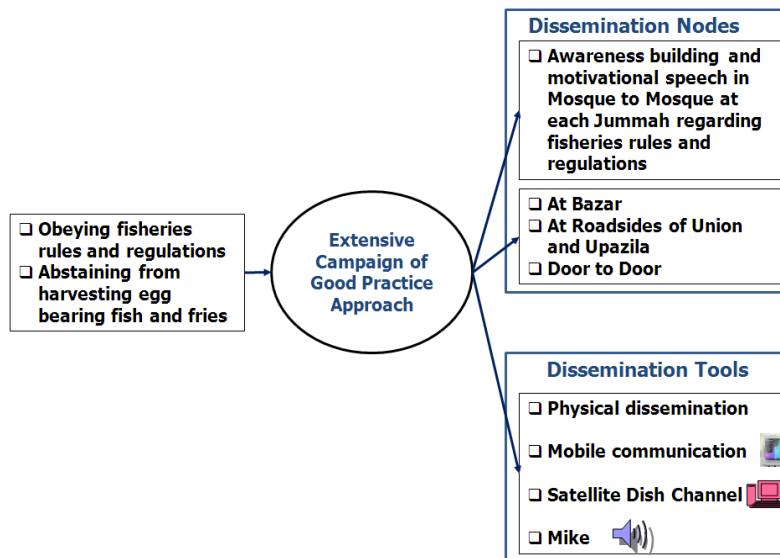 Dissemination Nodes
❑ Awareness building and
motivational speech in
Mosque to Mosque at
each Jummah regarding
fisheries rules and
regulations
❑ At Bazar
❑ At Roadsides of Union
and Upazila
❑ Door to Door
❑ Obeying fisheries
rules and regulations
❑ Abstaining from
harvesting egg
bearing fish and fries
Extensive
Campaign of
Good Practice
Approach
Dissemination Tools
❑ Physical dissemination
❑ Mobile communication
❑ Satellite Dish Channel
❑ Mike